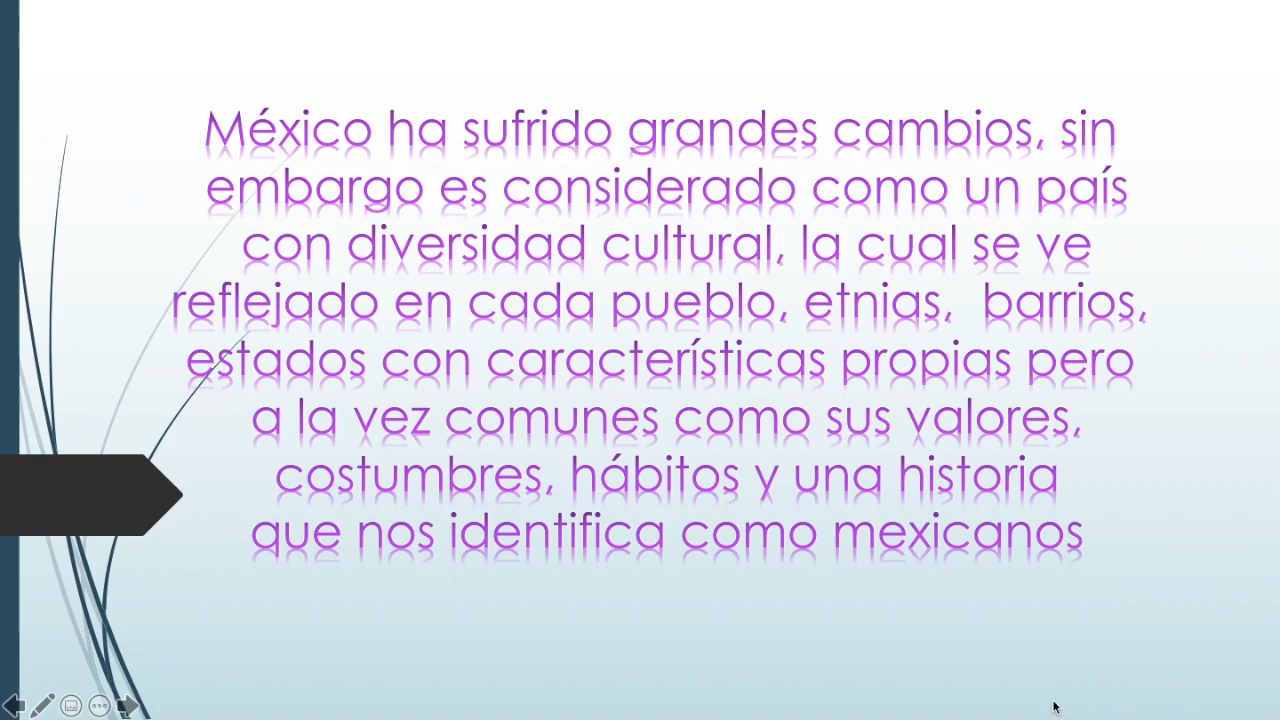 México ha sufrido grandes cambios, sin
embargo es considerado como un país
con diversidad cultural, la cual se ve
reflejado en cada pueblo, etnias,  barrios,
estados con características propias pero
a la vez comunes como sus valores,
costumbres, hábitos y una historia
que nos identifica como mexicanos